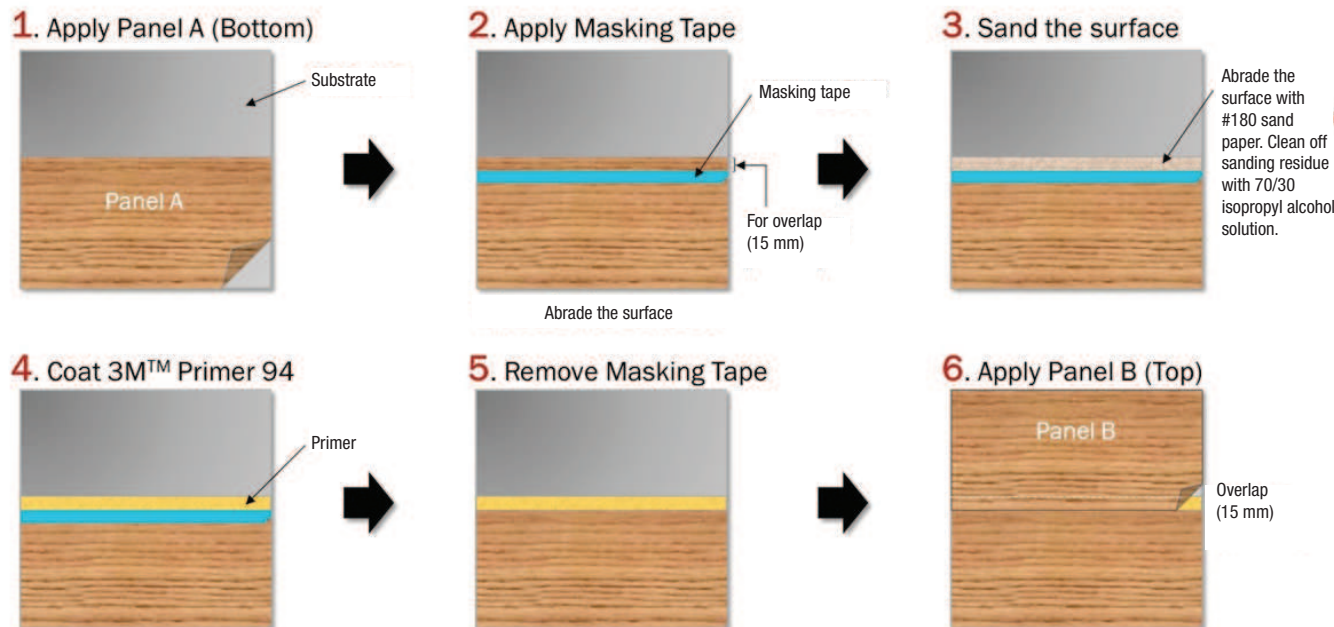 1. Apply Panel A (Bottom)
Substrate
Panel A
2. Apply Masking Tape
Masking tape
For overlap
(15 mm)
Abrade the surface
3. Sand the surface
Abrade the
surface with
#180 sand
paper. Clean off
sanding residue
with 70/30
isopropyl alcohol
solution.
4. Coat 3M™ Primer 94
Primer
5. Remove Masking Tape
6. Apply Panel B (Top)
Panel B
Overlap
(15 mm)